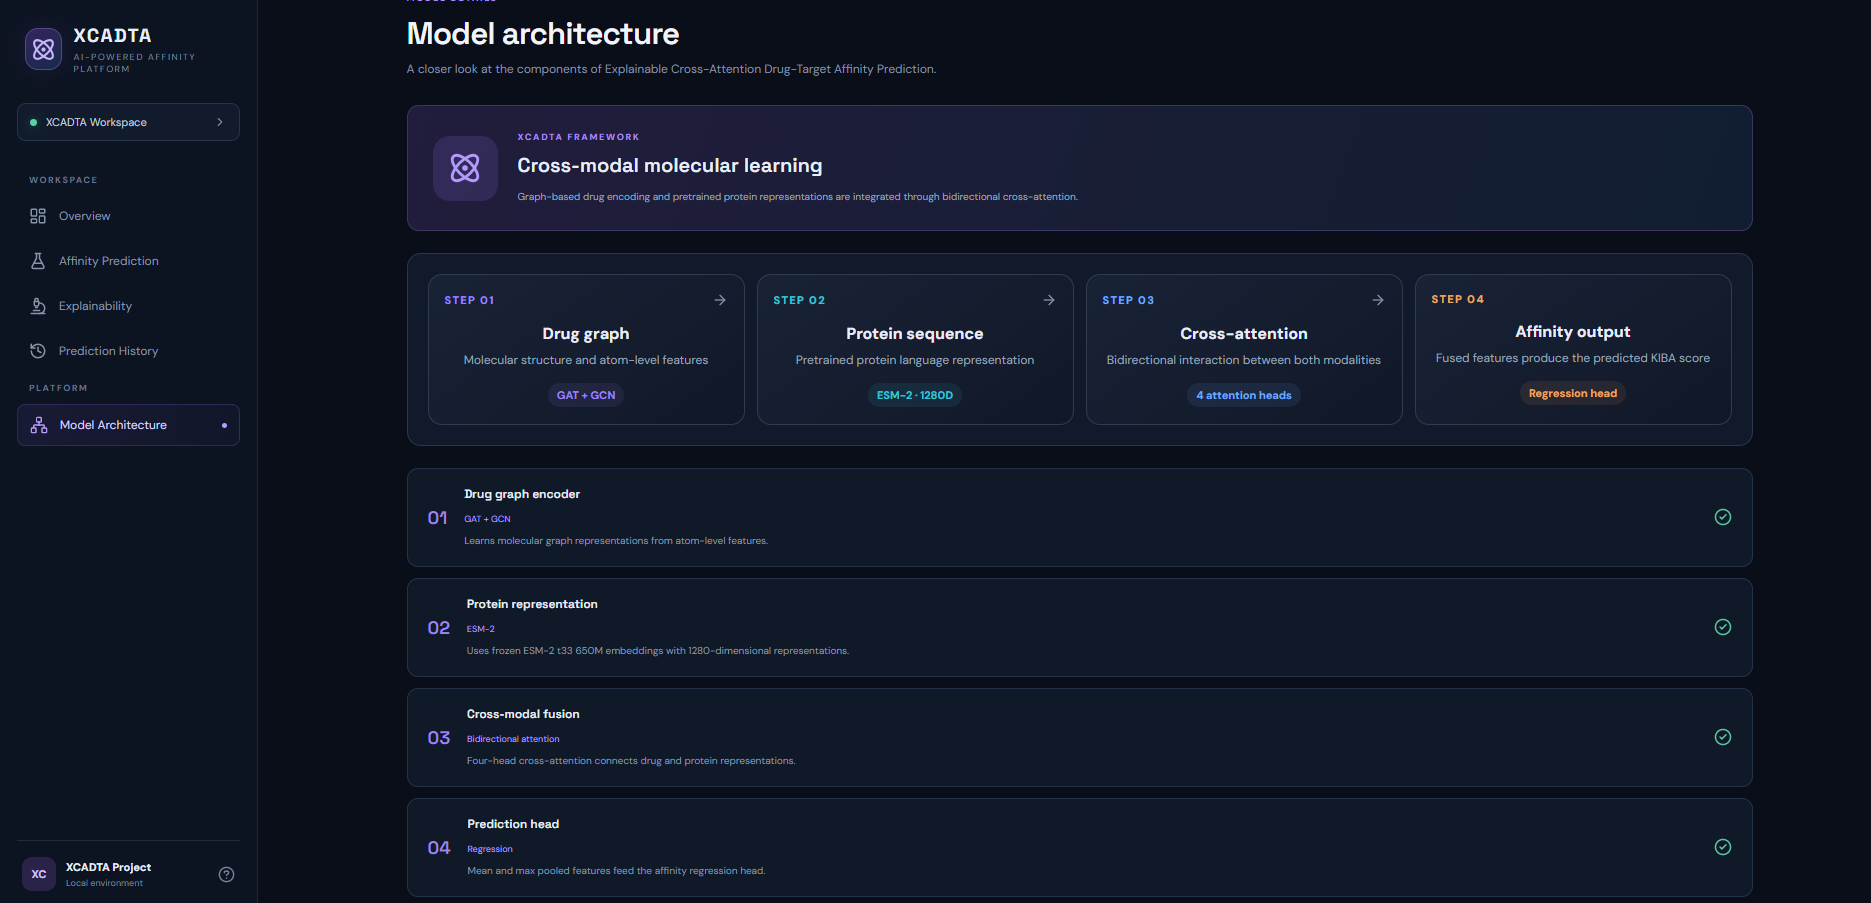 XCADTA
AI-POWERED AFFINITY
PLATFORM
XCADTA Workspace
WORKSPACE
Overview
Affinity Prediction
Explainability
Prediction History
PLATFORM
Model Architecture
XC
XCADTA Project
Local environment
Model architecture
A closer look at the components of Explainable Cross-Attention Drug-Target Affinity Prediction.
XCADTA FRAMEWORK
Cross-modal molecular learning
Graph-based drug encoding and pretrained protein representations are integrated through bidirectional cross-attention.
STEP 01
Drug graph
Molecular structure and atom-level features
GAT + GCN
STEP 02
Protein sequence
Pretrained protein language representation
ESM-2 · 1280D
STEP 03
Cross-attention
Bidirectional interaction between both modalities
4 attention heads
STEP 04
Affinity output
Fused features produce the predicted KIBA score
Regression head
01
Drug graph encoder
GAT + GCN
Learns molecular graph representations from atom-level features.
02
Protein representation
ESM-2
Uses frozen ESM-2 t33 650M embeddings with 1280-dimensional representations.
03
Cross-modal fusion
Bidirectional attention
Four-head cross-attention connects drug and protein representations.
04
Prediction head
Regression
Mean and max pooled features feed the affinity regression head.